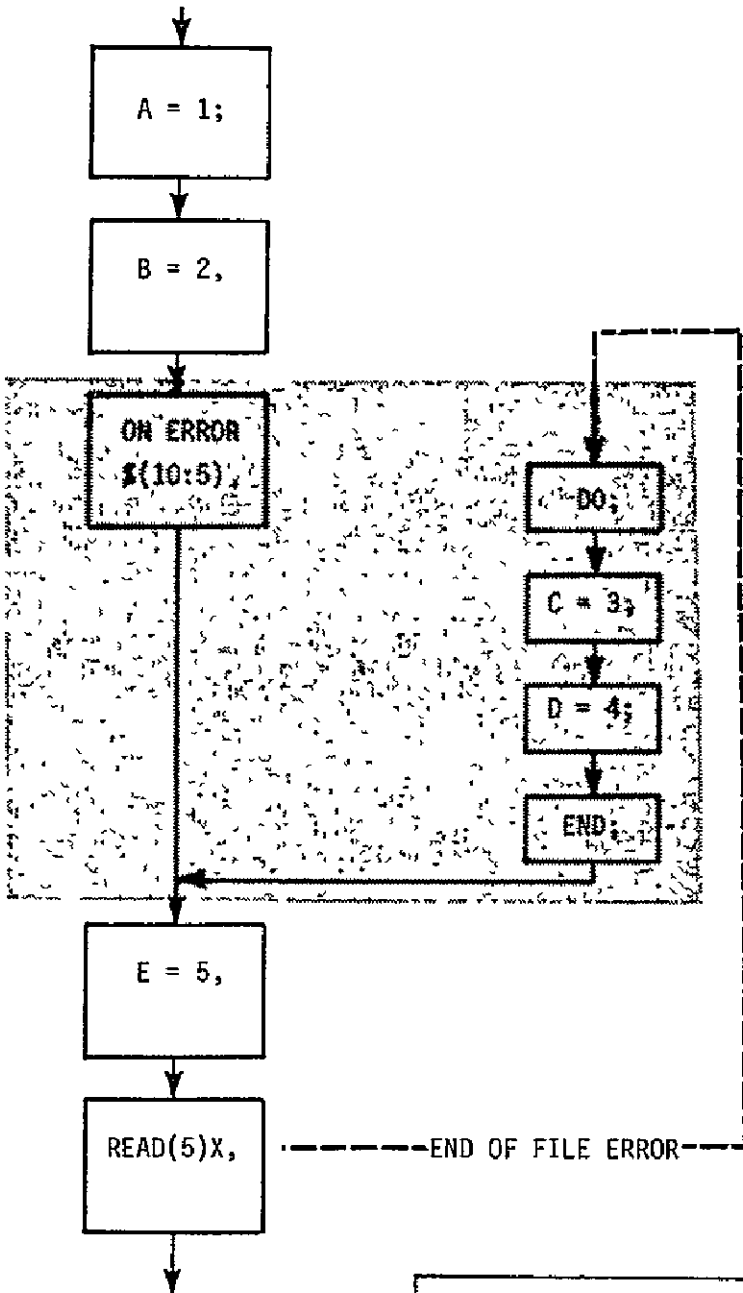 A = 1;
B = 2,
ON ERROR
$(10:5),
DO;
C = 3;
D = 4;
END;
E = 5,
READ(5)X,
END OF FILE ERROR